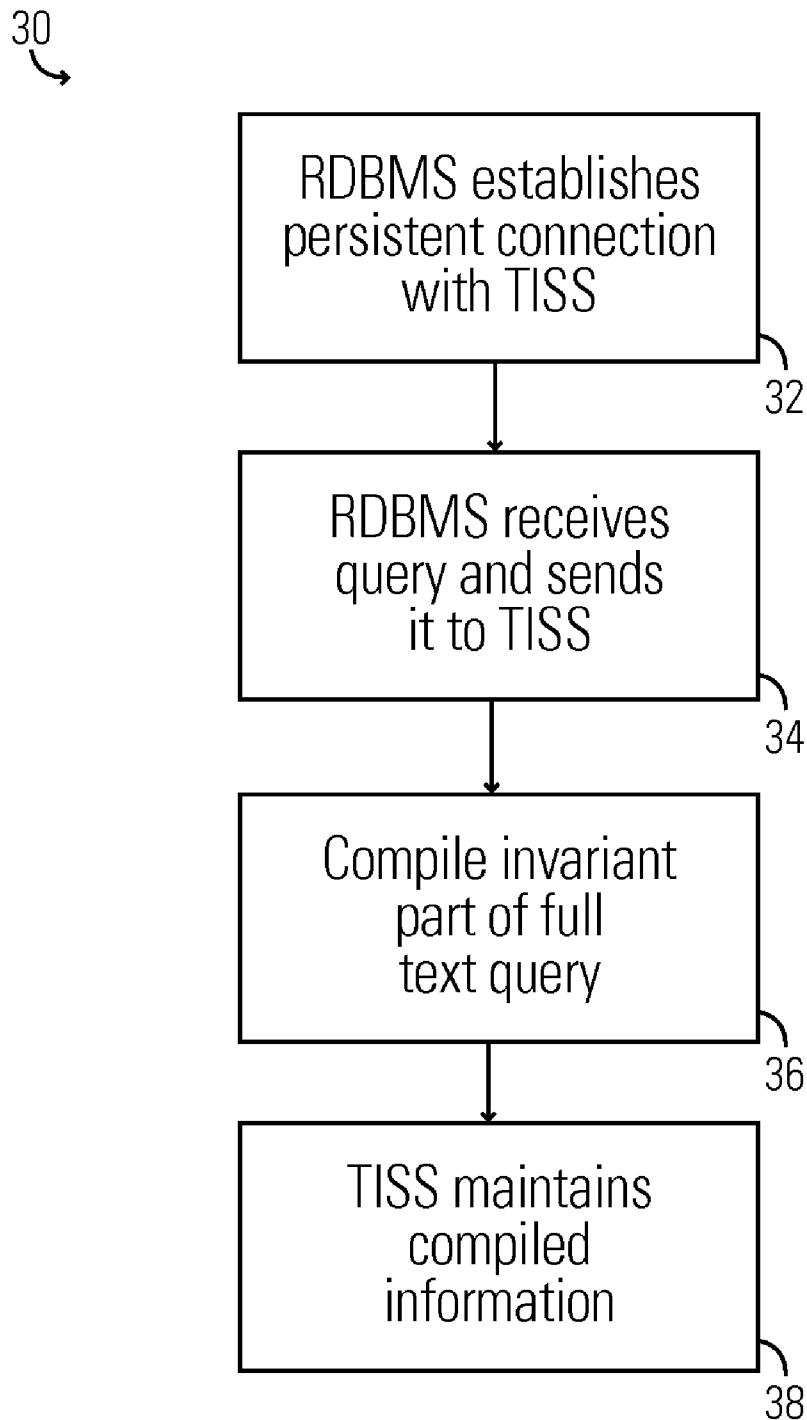 30
RDBMS establishes
persistent connection
with TISS
32
RDBMS receives
query and sends
it to TISS
34
Compile invariant
part of full
text query
36
TISS maintains
compiled
information
38